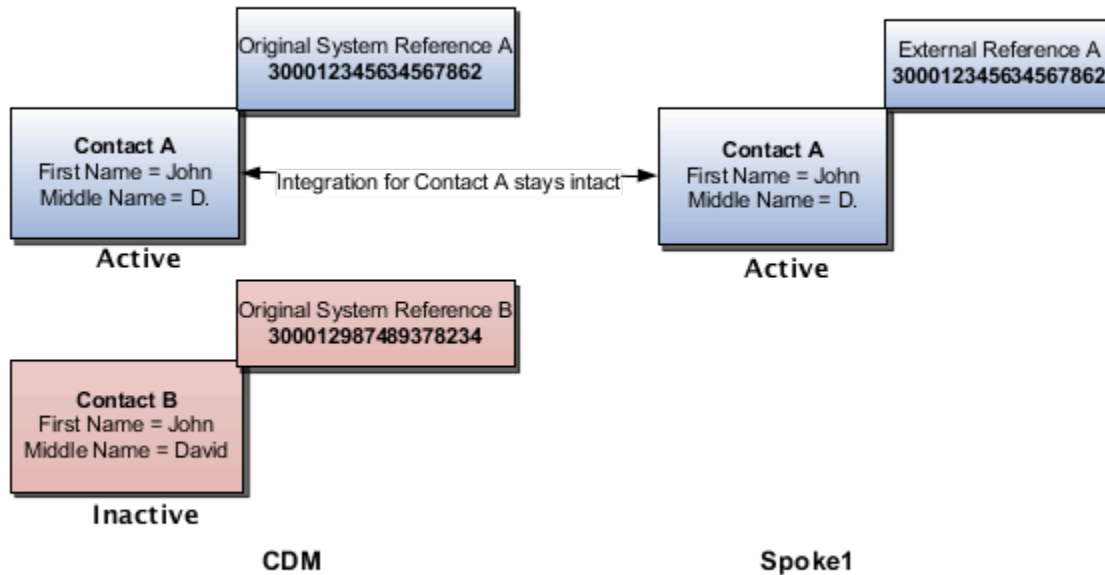 Original System Reference A
300012345634567862
External Reference A
300012345634567862
Contact A
First Name = John
Middle Name = D.
Active
Integration for Contact A stays intact
Contact A
First Name = John
Middle Name = D.
Active
Original System Reference B
300012987489378234
Contact B
First Name = John
Middle Name = David
Inactive
CDM
Spoke1